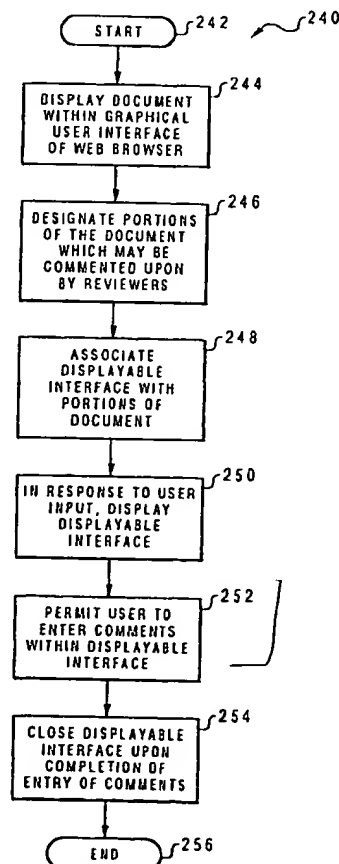 240
START
242
244
DISPLAY DOCUMENT
WITHIN GRAPHICAL
USER INTERFACE
OF WEB BROWSER
246
DESIGNATE PORTIONS
OF THE DOCUMENT
WHICH MAY BE
COMMENTED UPON
BY REVIEWERS
248
ASSOCIATE
DISPLAYABLE
INTERFACE WITH
PORTIONS OF
DOCUMENT
250
IN RESPONSE TO USER
INPUT, DISPLAY
DISPLAYABLE
INTERFACE
252
PERMIT USER TO
ENTER COMMENTS
WITHIN DISPLAYABLE
INTERFACE
254
CLOSE DISPLAYABLE
INTERFACE UPON
COMPLETION OF
ENTRY OF COMMENTS
256
END